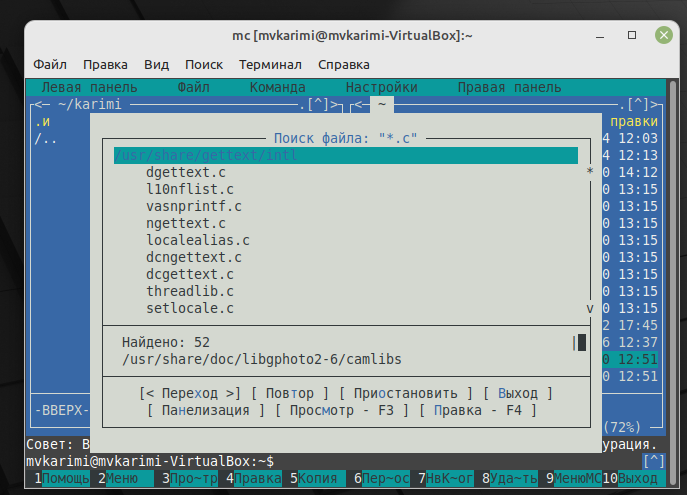 mc [mvkarimi@mvkarimi-VirtualBox]:~
Файл Правка Вид Поиск Терминал Справка
Левая панель Файл Команда Настройки Правая панель
<─ ~/karimi .[^]> <─ ~ .[^]>
.и правки
/.. 4 12:03
Поиск файла: "*.c"
/usr/share/gettext/intl 4 12:13
dgettext.c * 0 14:12
l10nflist.c 0 13:15
vasnprintf.c 0 13:15
ngettext.c 0 13:15
localealias.c 0 13:15
dcngettext.c 0 13:15
dcgettext.c 0 13:15
threadlib.c 0 13:15
setlocale.c v 0 13:15
2 17:45
Найдено: 52 | 6 12:37
/usr/share/doc/libgphoto2-6/camlibs 0 12:51
0 12:51
[< Переход >] [ Повтор ] [ Приостановить ] [ Выход ]
-ВВЕРХ- [ Панелизация ] [ Просмотр - F3 ] [ Правка - F4 ]
(72%)
Совет: В урация.
mvkarimi@mvkarimi-VirtualBox:~$ [^]
1Помощь 2Меню 3Про~тр 4Правка 5Копия 6Пер~ос 7НвК~ог 8Уда~ть 9МенюМС 10Выход